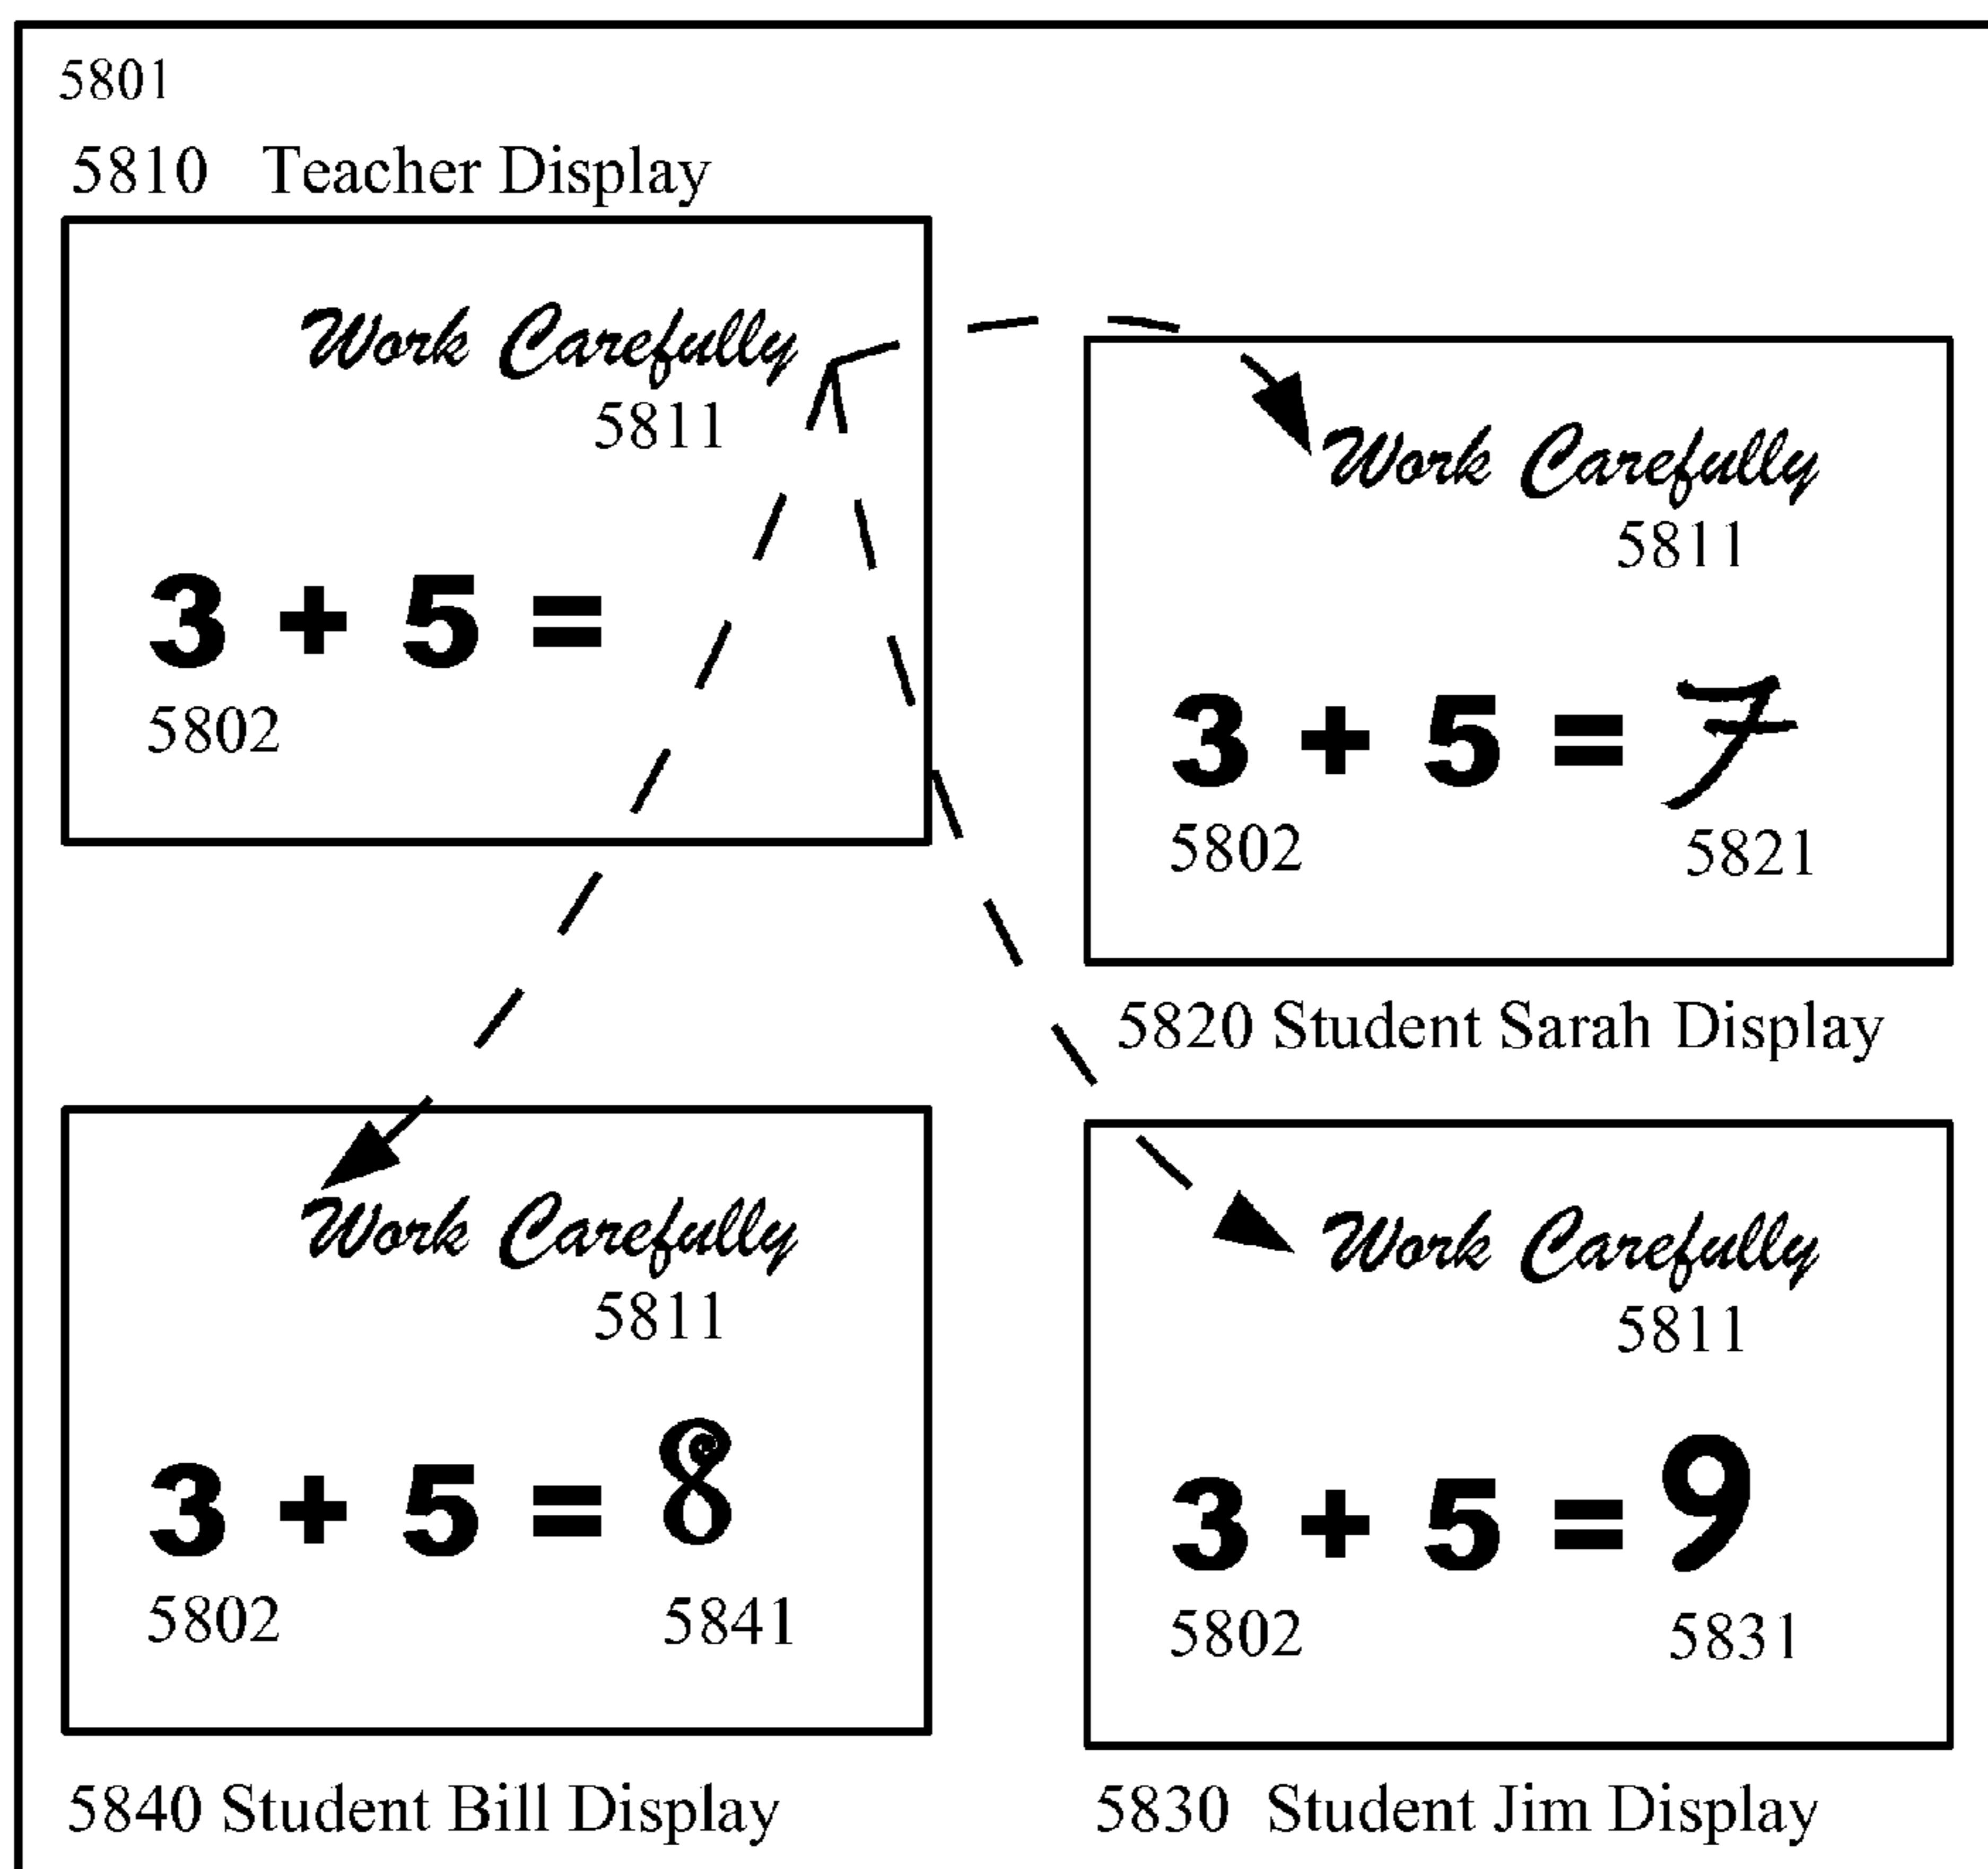 5801
5810 Teacher Display
Work Carefully
5811
3 + 5 =
5802
Work Carefully
5811
3 + 5 = 7
5802 5821
5820 Student Sarah Display
Work Carefully
5811
3 + 5 = 8
5802 5841
5840 Student Bill Display
Work Carefully
5811
3 + 5 = 9
5802 5831
5830 Student Jim Display